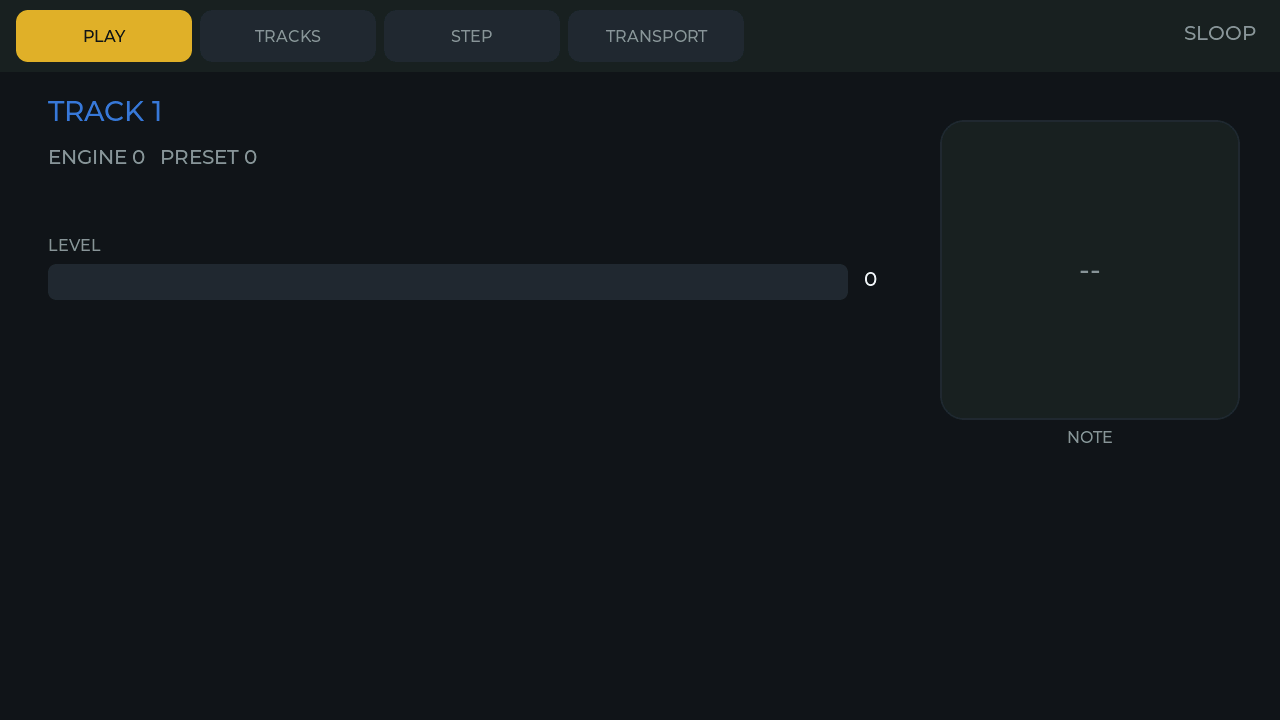 PLAY TRACKS STEP TRANSPORT SLOOP
TRACK 1
ENGINE 0 PRESET 0
LEVEL
0
--
NOTE